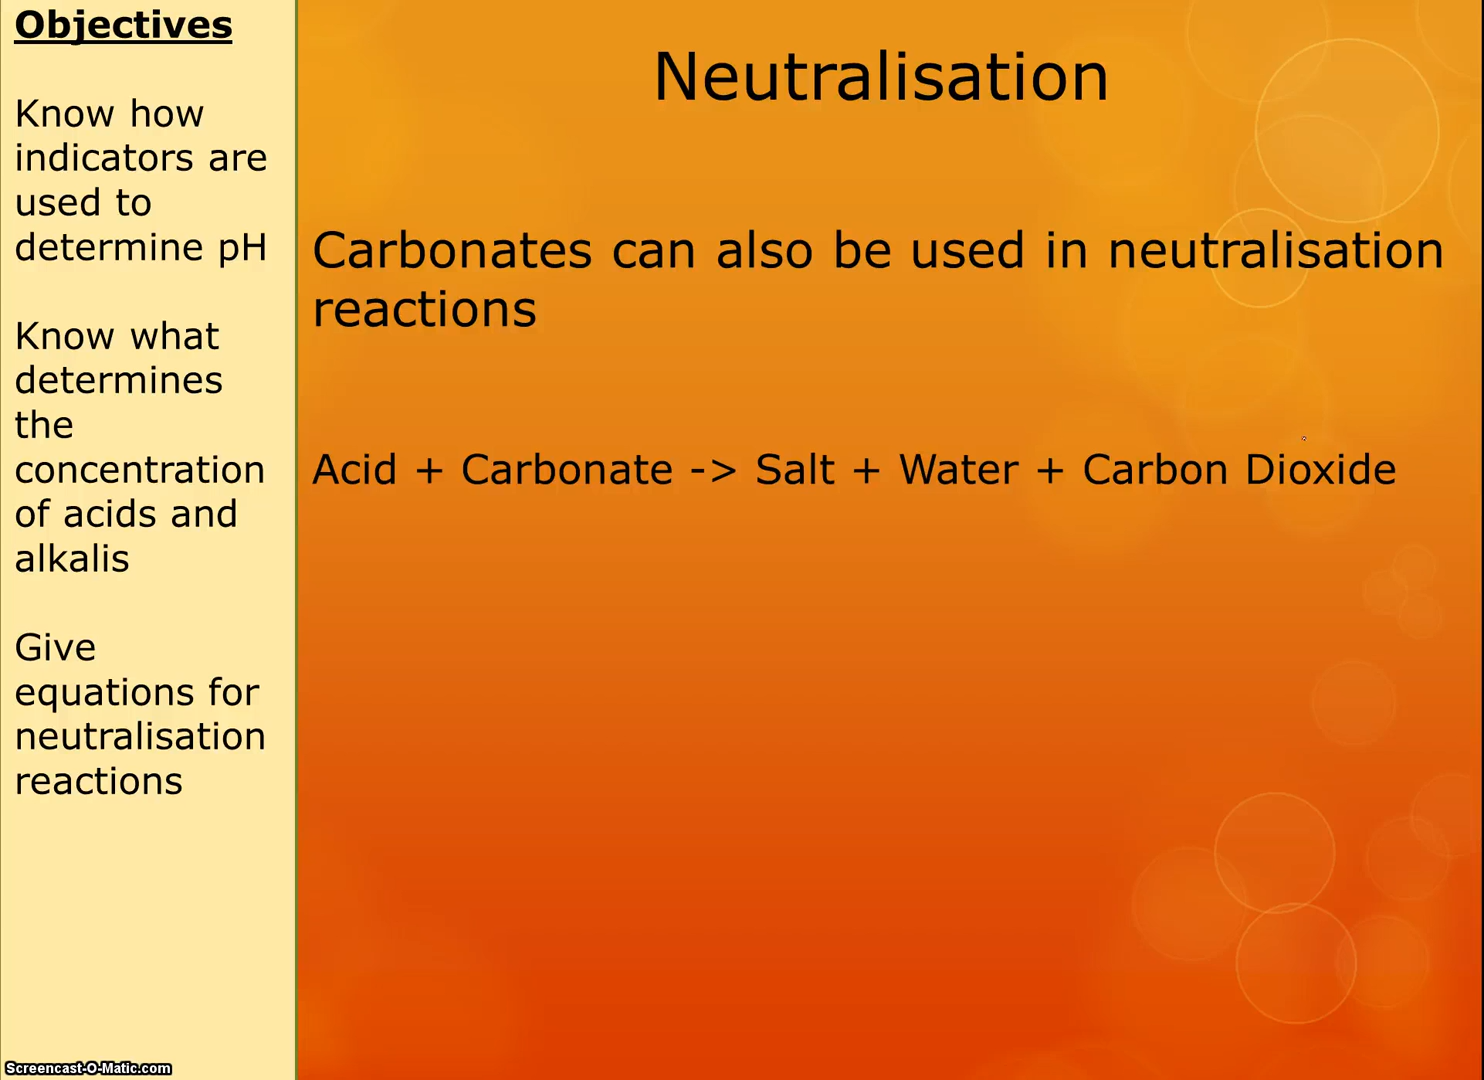 Objectives
Know how
indicators are
used to
determine pH
Know what
determines
the
concentration
of acids and
alkalis
Give
equations for
neutralisation
reactions
Neutralisation
Carbonates can also be used in neutralisation
reactions
Acid + Carbonate -> Salt + Water + Carbon Dioxide
Screencast-O-Matic.com